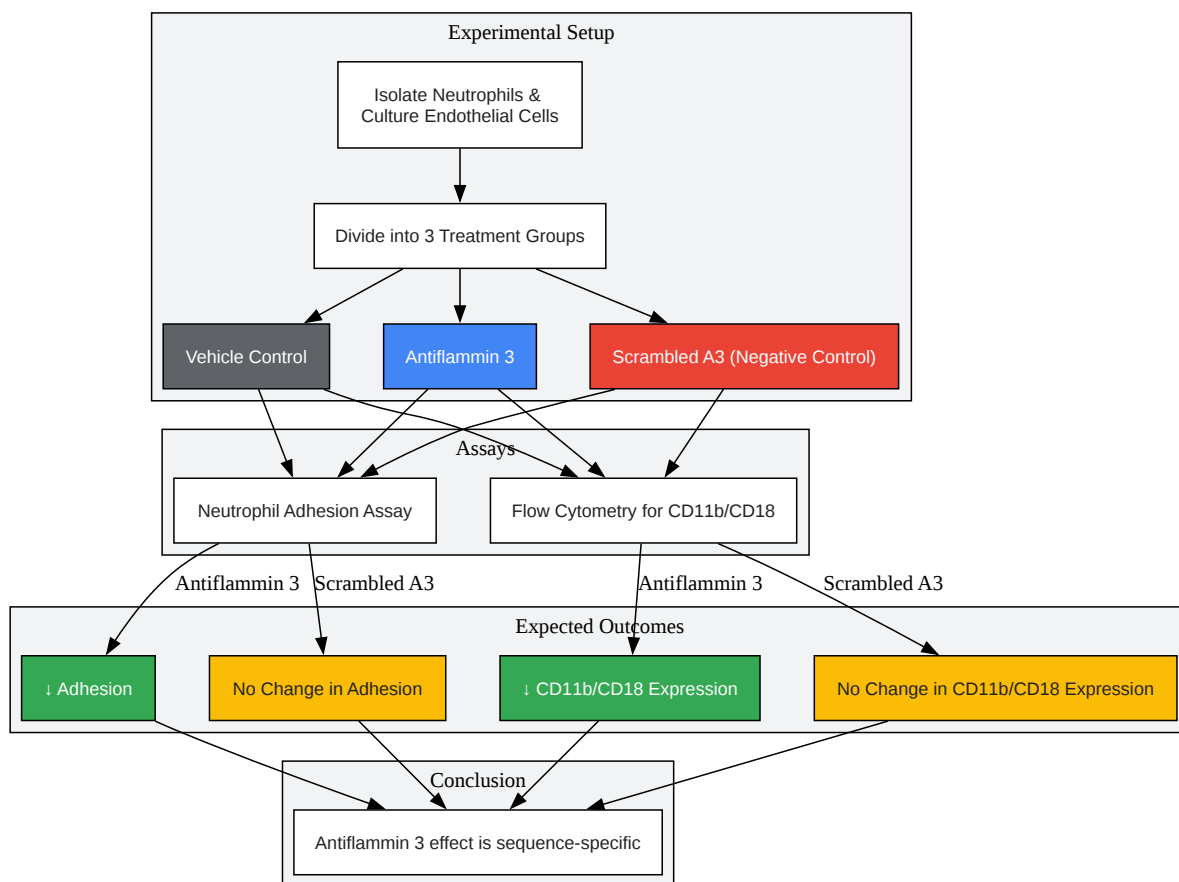 Experimental Setup
Isolate Neutrophils &
Culture Endothelial Cells
Divide into 3 Treatment Groups
Vehicle Control
Antiflammin 3
Scrambled A3 (Negative Control)
Assays
Neutrophil Adhesion Assay
Flow Cytometry for CD11b/CD18
Antiflammin 3
Scrambled A3
Antiflammin 3
Scrambled A3
Expected Outcomes
↓ Adhesion
No Change in Adhesion
↓ CD11b/CD18 Expression
No Change in CD11b/CD18 Expression
Conclusion
Antiflammin 3 effect is sequence-specific